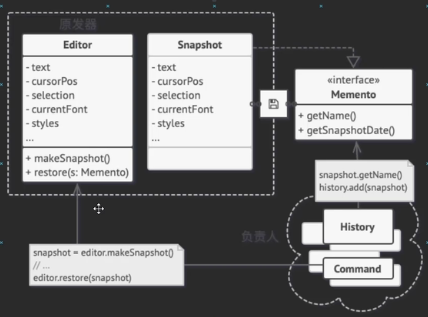 原发器
Editor
- text
- cursorPos
- selection
- currentFont
- styles
...
+ makeSnapshot()
+ restore(s: Memento)
Snapshot
- text
- cursorPos
- selection
- currentFont
- styles
...
«interface»
Memento
+ getName()
+ getSnapshotDate()
snapshot.getName()
history.add(snapshot)
负责人
History
Command
snapshot = editor.makeSnapshot()
// ...
editor.restore(snapshot)